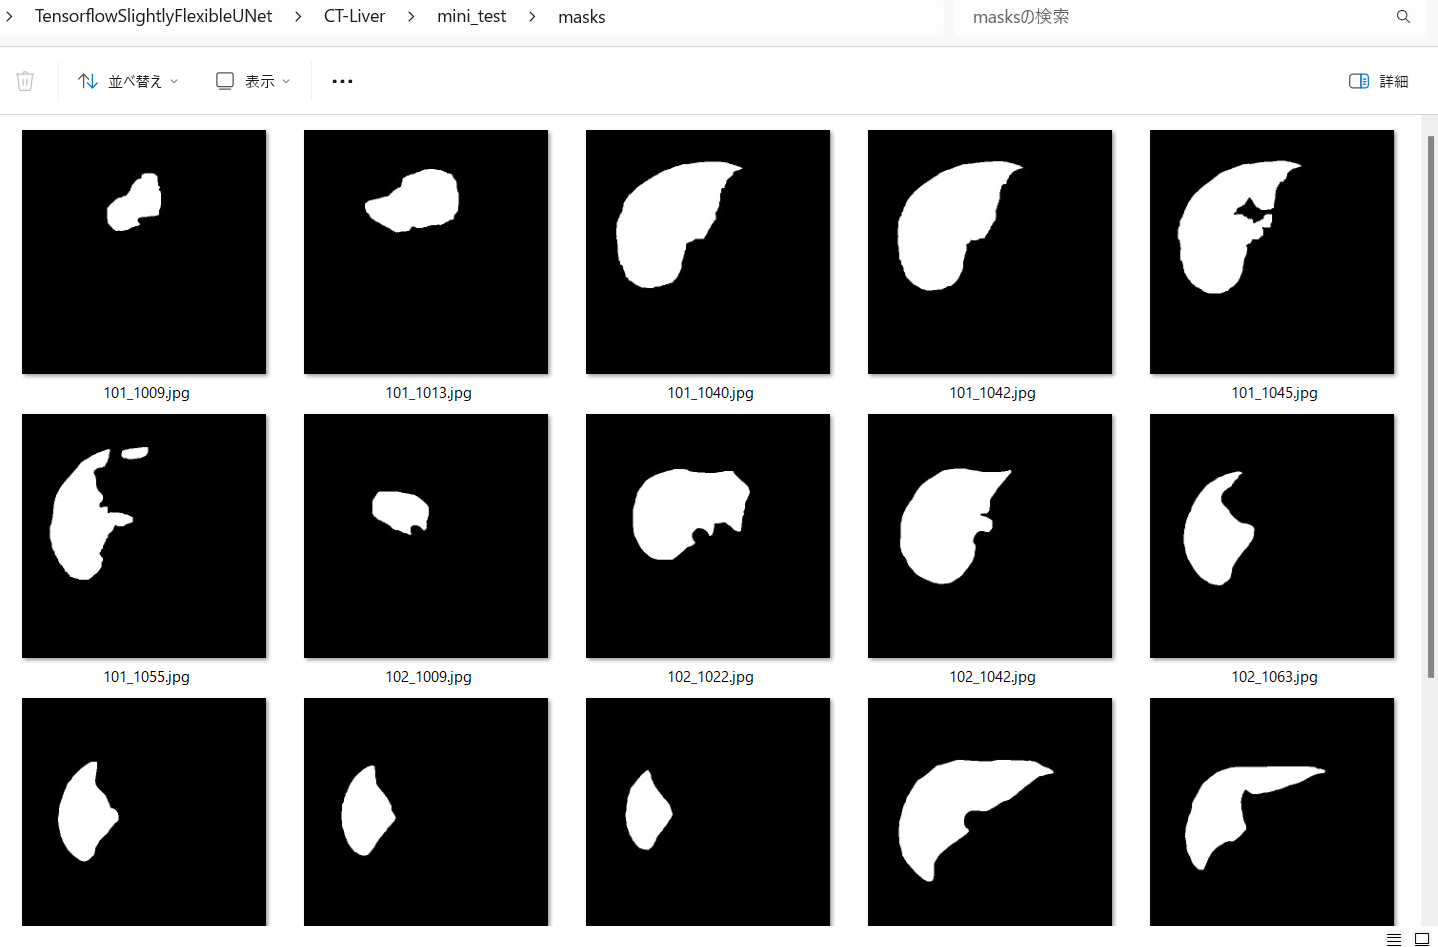 TensorflowSlightlyFlexibleUNet > CT-Liver > mini_test > masks
masksの検索
並べ替え
表示
詳細
101_1009.jpg
101_1013.jpg
101_1040.jpg
101_1042.jpg
101_1045.jpg
101_1055.jpg
102_1009.jpg
102_1022.jpg
102_1042.jpg
102_1063.jpg